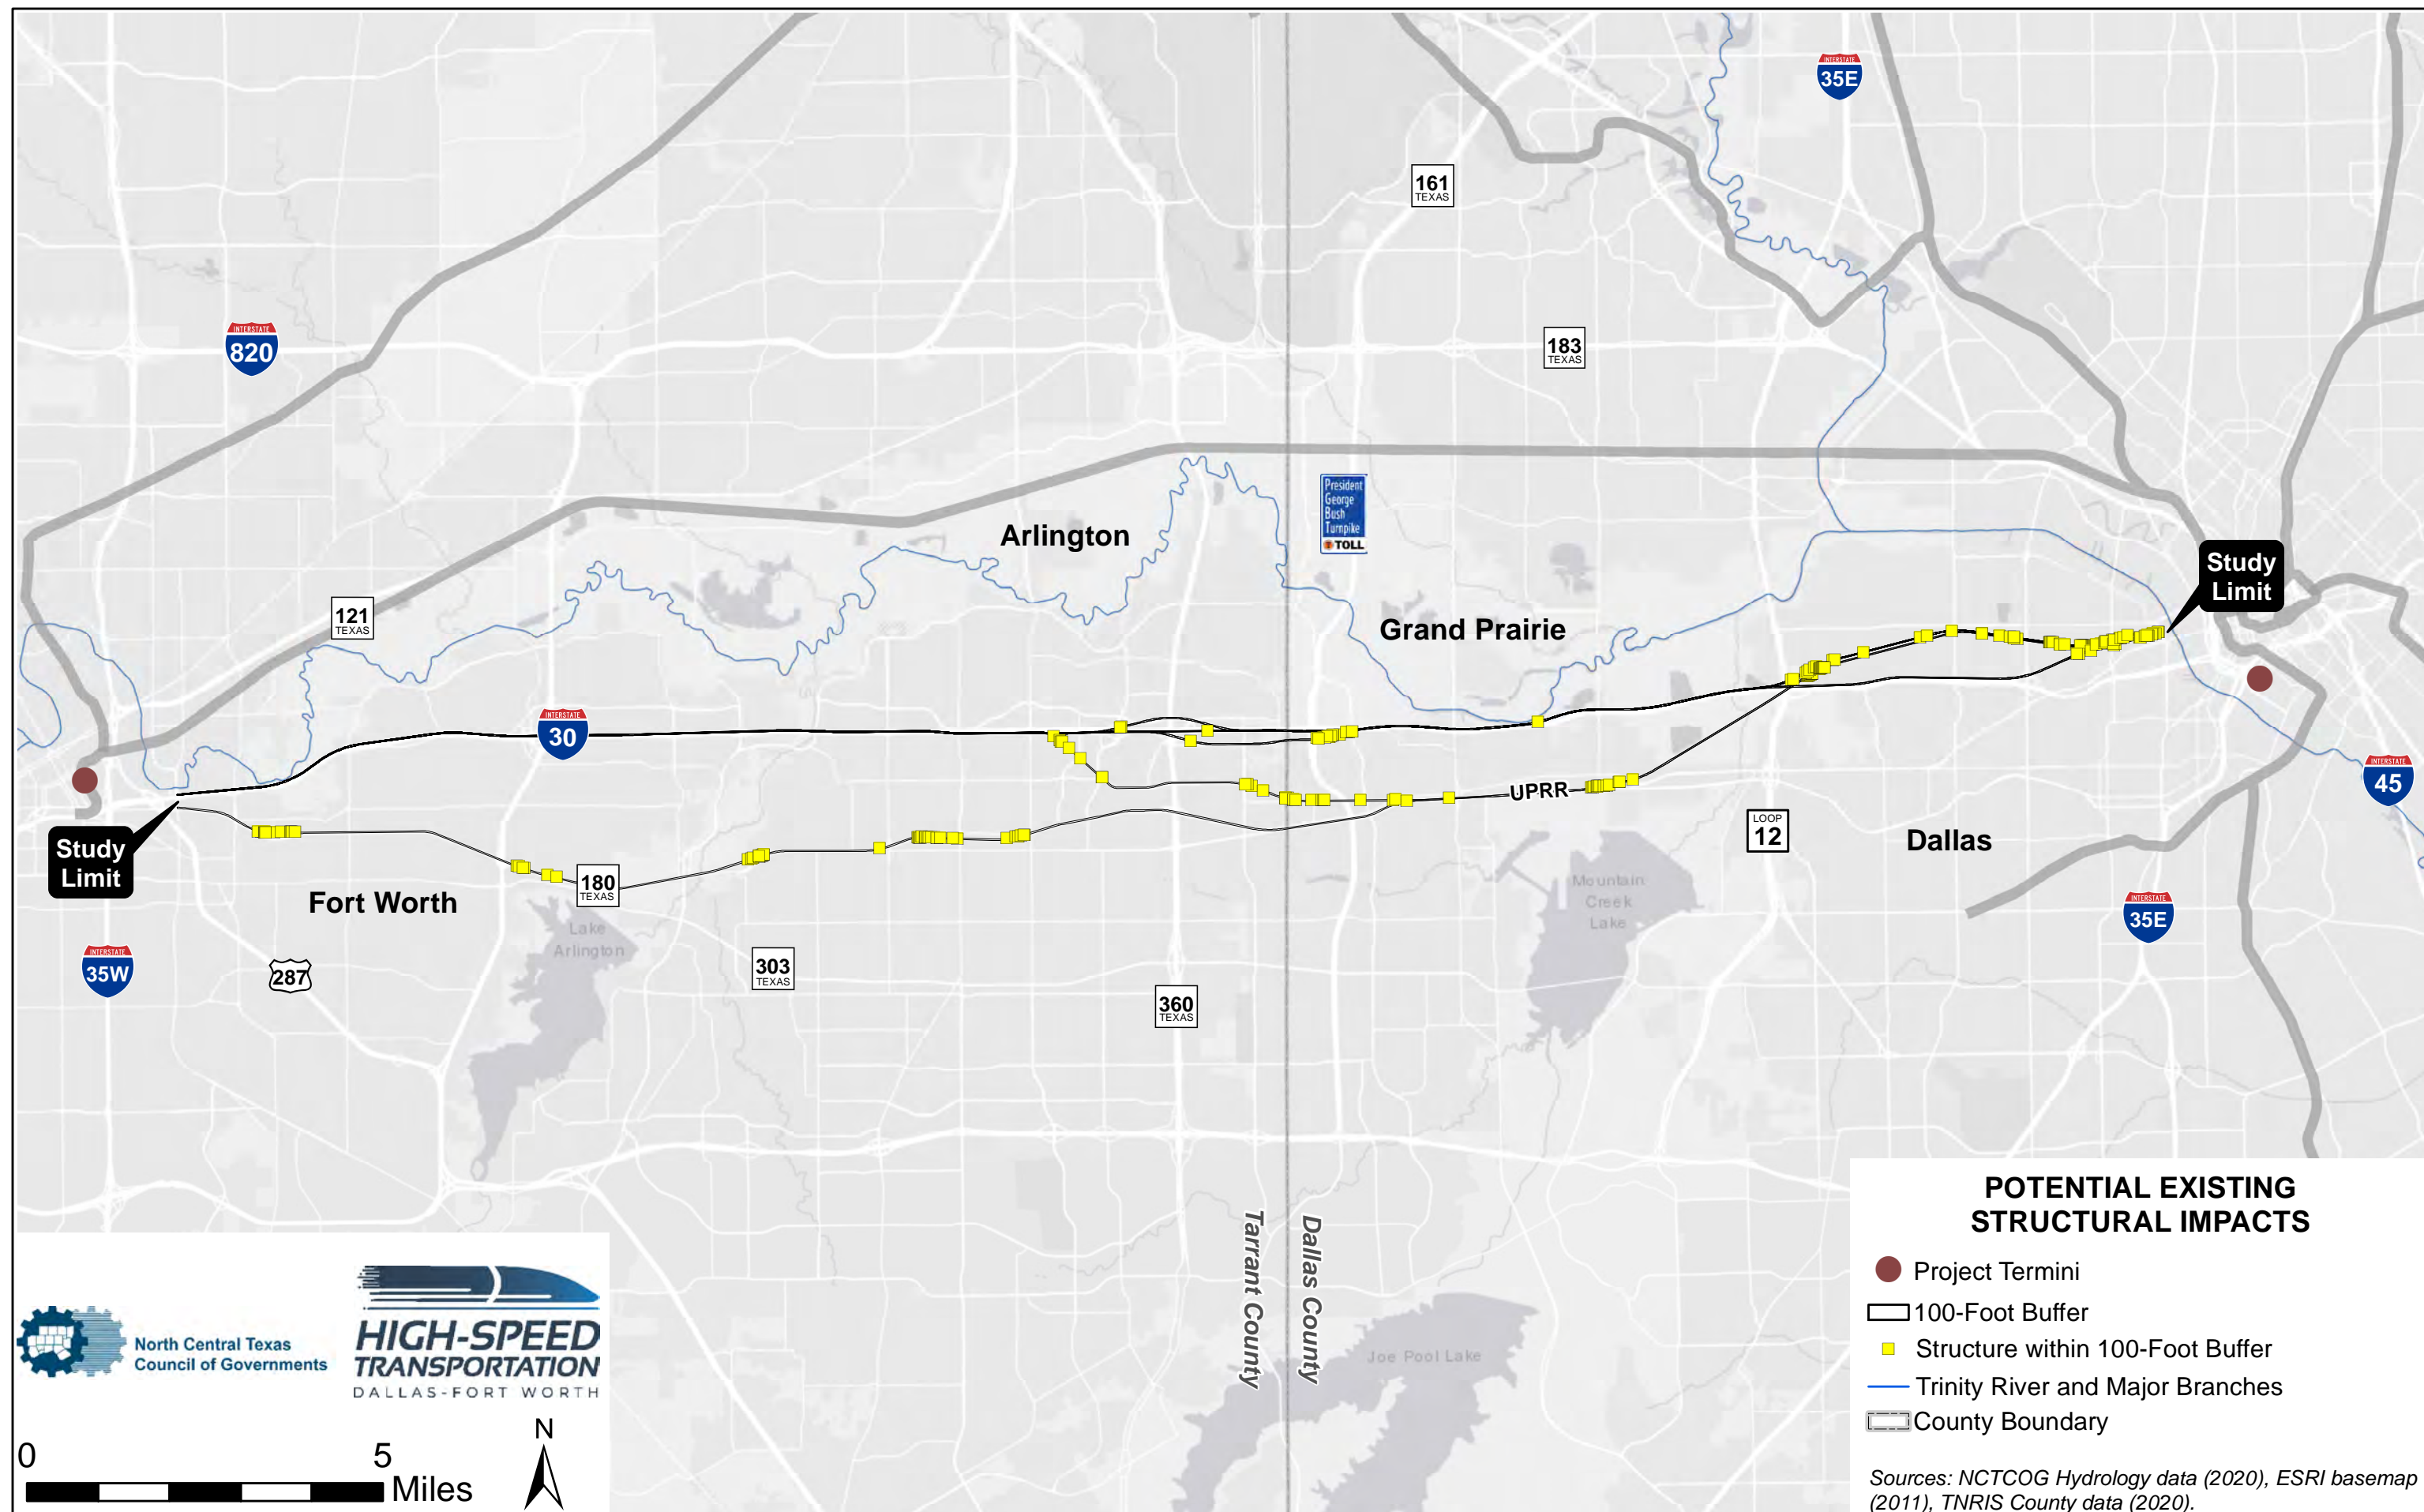 INTERSTATE
35E
161
TEXAS
INTERSTATE
820
183
TEXAS
President
George
Bush
Turnpike
TOLL
Arlington
Study
Limit
121
TEXAS
Grand Prairie
INTERSTATE
30
INTERSTATE
45
UPRR
LOOP
12
Dallas
Study
Limit
180
TEXAS
Fort Worth
Mountain
Creek
Lake
INTERSTATE
35E
Lake
Arlington
INTERSTATE
35W
287
303
TEXAS
360
TEXAS
Tarrant County
Dallas County
Joe Pool Lake
North Central Texas
Council of Governments
HIGH-SPEED
TRANSPORTATION
DALLAS-FORT WORTH
0 5
Miles
N
POTENTIAL EXISTING
STRUCTURAL IMPACTS
Project Termini
100-Foot Buffer
Structure within 100-Foot Buffer
Trinity River and Major Branches
County Boundary
Sources: NCTCOG Hydrology data (2020), ESRI basemap
(2011), TNRIS County data (2020).